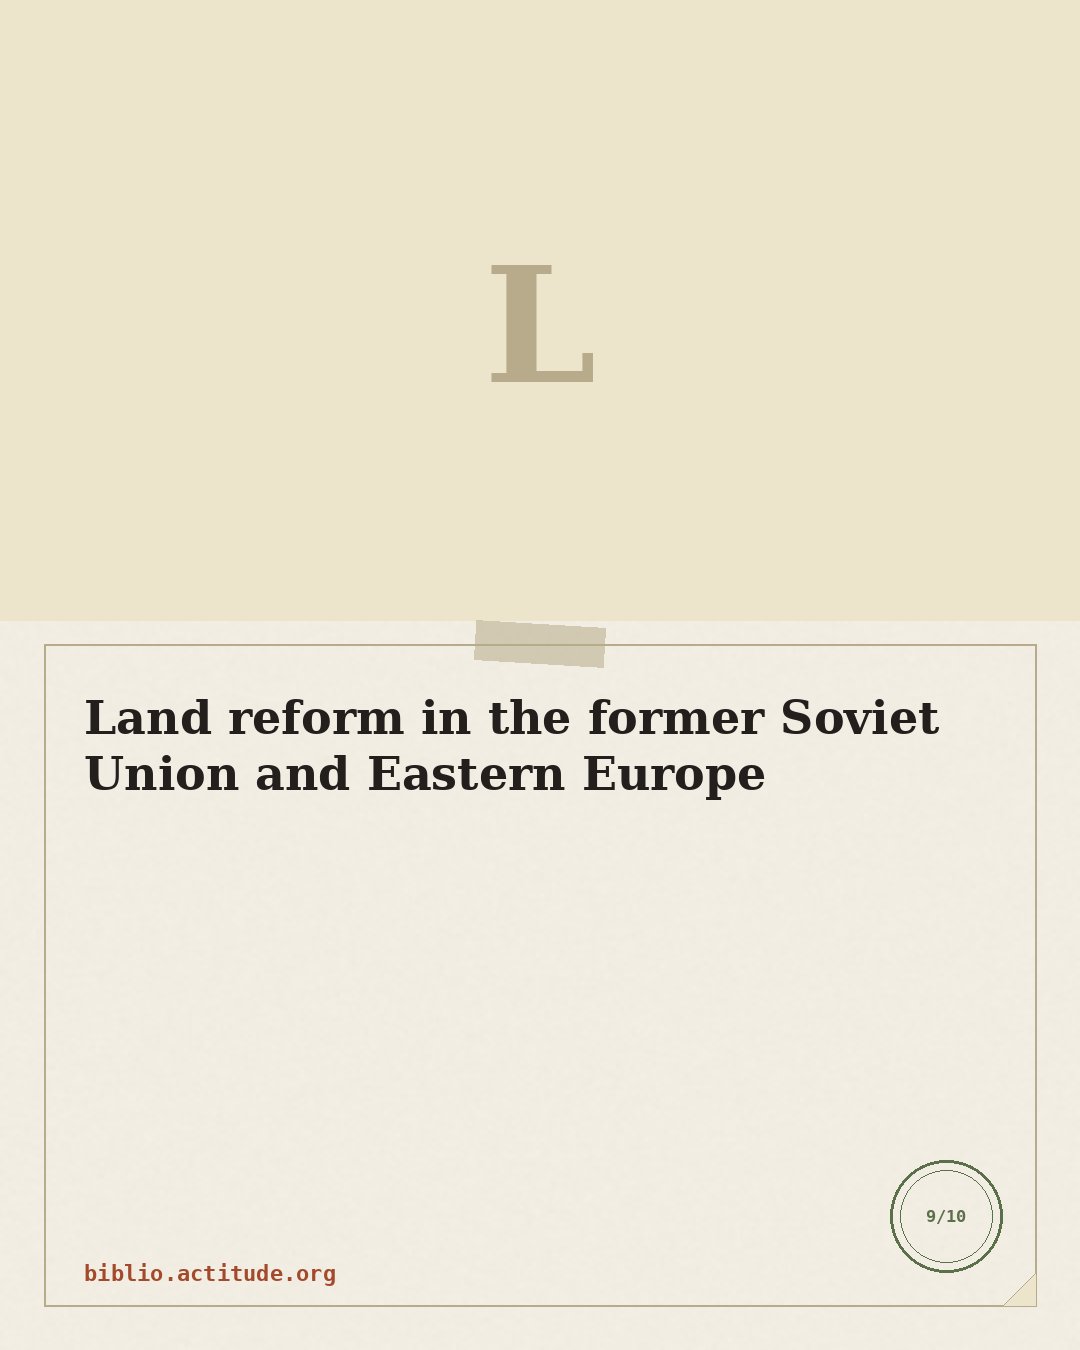 L
Land reform in the former Soviet
Union and Eastern Europe
9/10
biblio.actitude.org